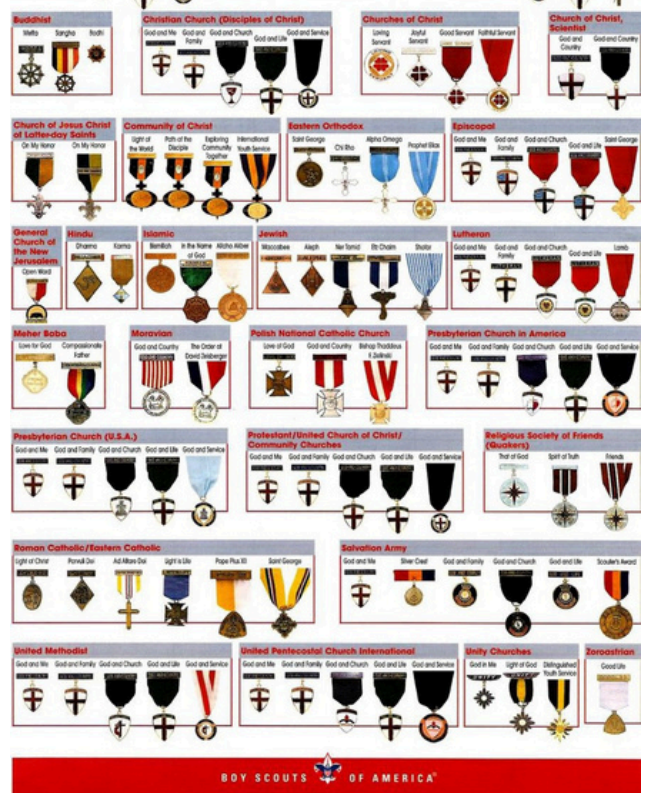 Buddhist
Metta
Sangha
Bodhi
Christian Church (Disciples of Christ)
God and Me
God and
Family
God and Church
God and Life
God and Service
Churches of Christ
Loving
Servant
Joyful
Servant
Good Servant
Faithful Servant
Church of Christ,
Scientist
God and
Country
God and Country
Church of Jesus Christ
of Latter-day Saints
On My Honor
On My Honor
Community of Christ
Light of
the World
Path of the
Disciple
Exploring
Community
Together
International
Youth Service
Eastern Orthodox
Saint George
Chi Rho
Alpha Omega
Prophet Elias
Episcopal
God and Me
God and
Family
God and Church
God and Life
Saint George
General
Church of
the New
Jerusalem
Open Word
Hindu
Dharma
Karma
Islamic
Bismillah
In the Name
of God
Allaho Akber
Jewish
Maccabee
Aleph
Ner Tamid
Etz Chaim
Shofar
Lutheran
God and Me
God and
Family
God and Church
God and Life
Lamb
Meher Baba
Love for God
Compassionate
Father
Moravian
God and Country
The Order of
David Zeisberger
Polish National Catholic Church
Love of God
God and Country
Bishop Thaddeus
F. Zielinski
Presbyterian Church in America
God and Me
God and Family
God and Church
God and Life
God and Service
Presbyterian Church (U.S.A.)
God and Me
God and Family
God and Church
God and Life
God and Service
Protestant/United Church of Christ/
Community Churches
God and Me
God and Family
God and Church
God and Life
God and Service
Religious Society of Friends
(Quakers)
That of God
Spirit of Truth
Friends
Roman Catholic/Eastern Catholic
Light of Christ
Parvuli Dei
Ad Altare Dei
Light is Life
Pope Pius XII
Saint George
Salvation Army
God and Me
Silver Crest
God and Family
God and Church
God and Life
Scouter's Award
United Methodist
God and Me
God and Family
God and Church
God and Life
God and Service
United Pentecostal Church International
God and Me
God and Family
God and Church
God and Life
God and Service
Unity Churches
God in Me
Light of God
Distinguished
Youth Service
Zoroastrian
Good Life
BOY SCOUTS OF AMERICA®